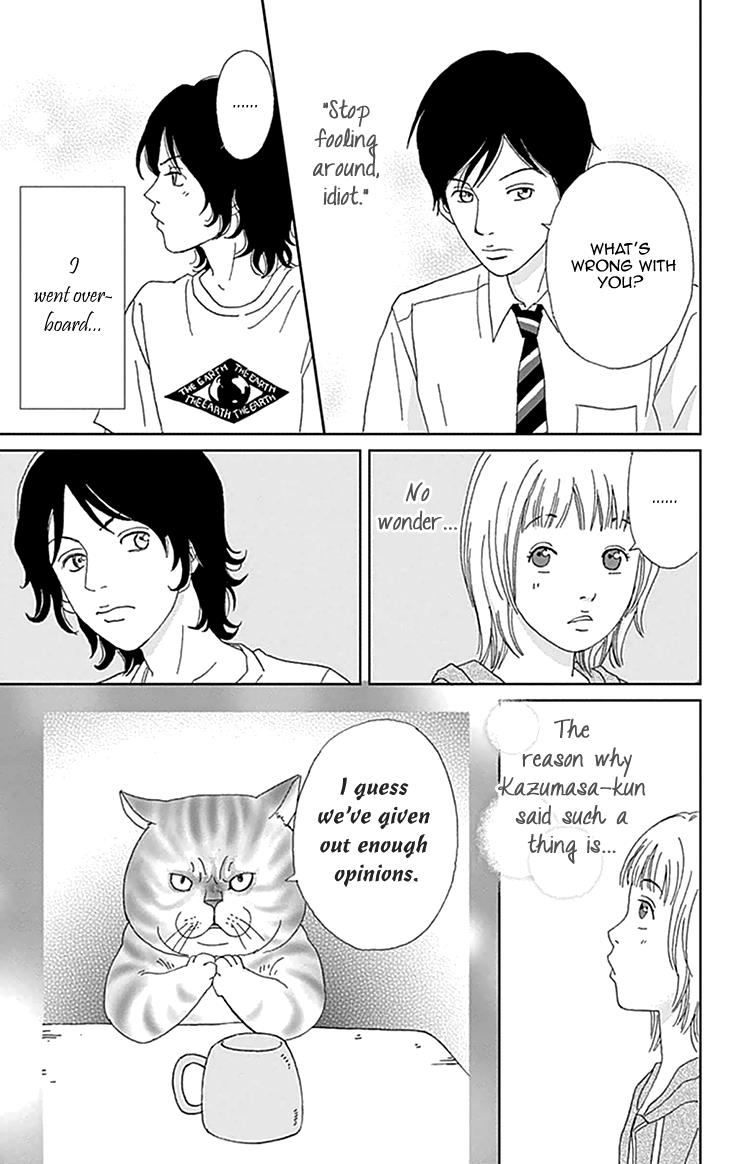 "Stop
fooling
around,
idiot."
WHAT'S
WRONG WITH
YOU?
......
I
went over-
board...
THE EARTH THE EARTH
THE EARTH THE EARTH
......
No
wonder...
The
reason why
Kazumasa-kun
said such a
thing is...
I guess
we've given
out enough
opinions.